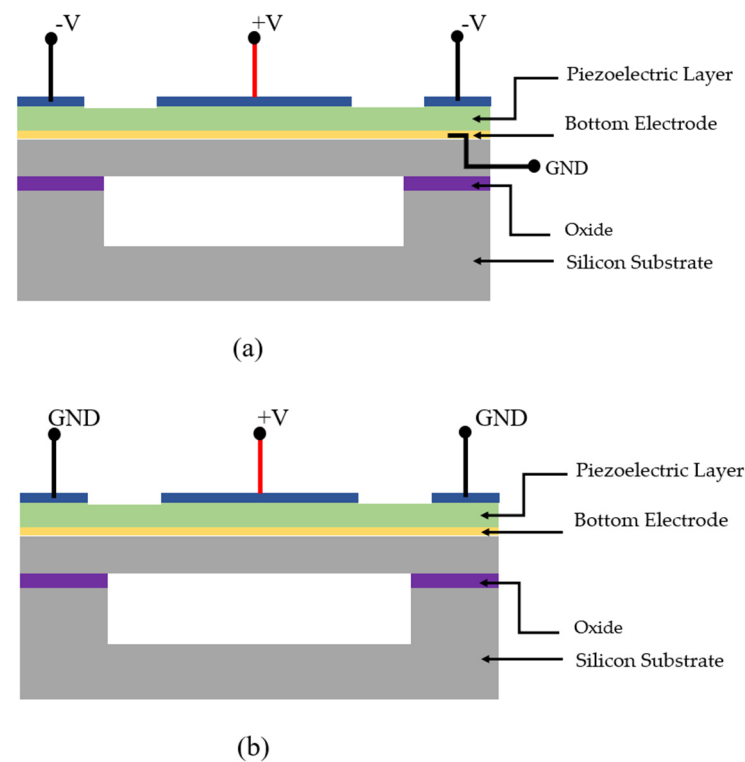 -V +V -V
Piezoelectric Layer
Bottom Electrode
GND
Oxide
Silicon Substrate
(a)
GND +V GND
Piezoelectric Layer
Bottom Electrode
Oxide
Silicon Substrate
(b)